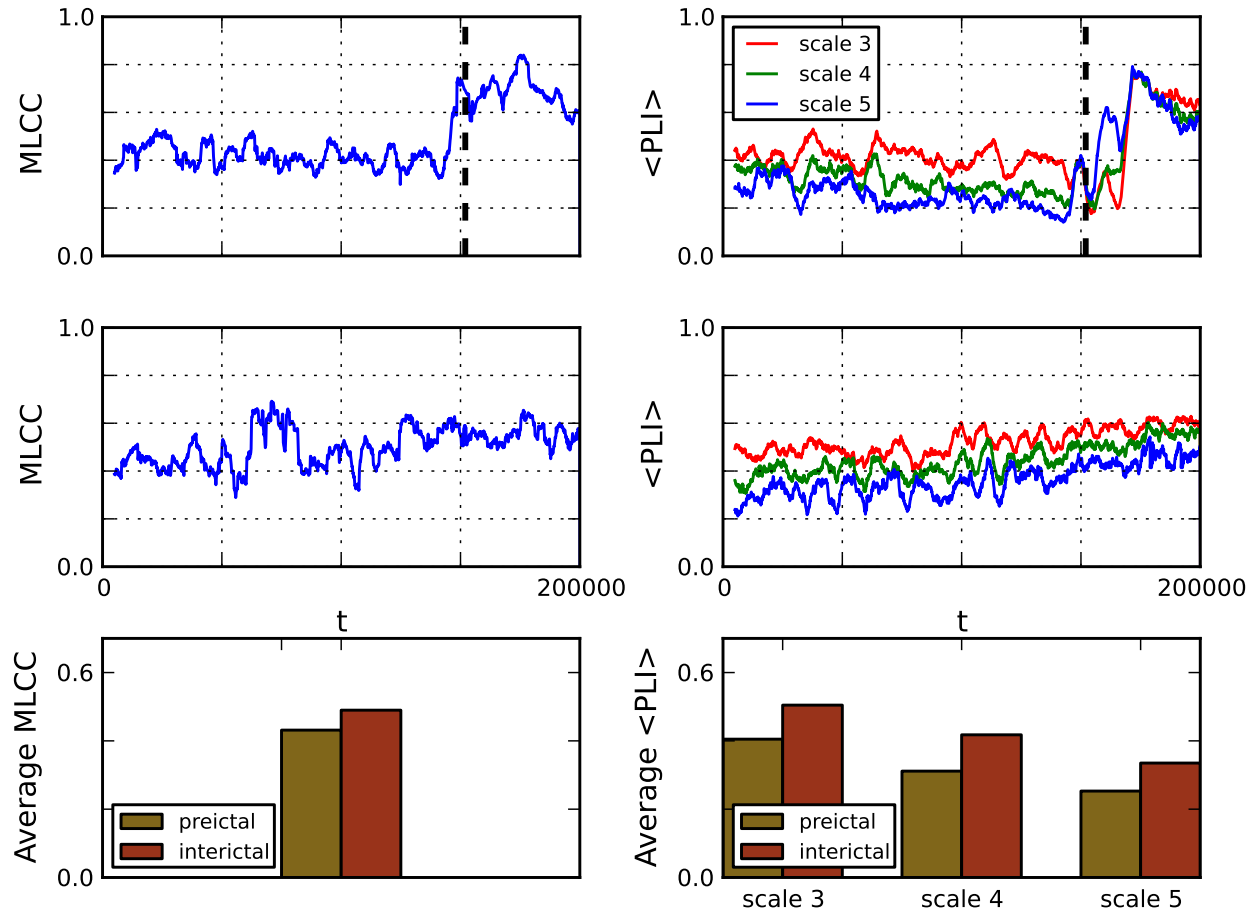 MLCC
1.0
0.0
<PLI>
1.0
0.0
scale 3
scale 4
scale 5
MLCC
1.0
0.0
0
200000
t
<PLI>
1.0
0.0
0
200000
t
Average MLCC
0.6
0.0
preictal
interictal
Average <PLI>
0.6
0.0
preictal
interictal
scale 3
scale 4
scale 5